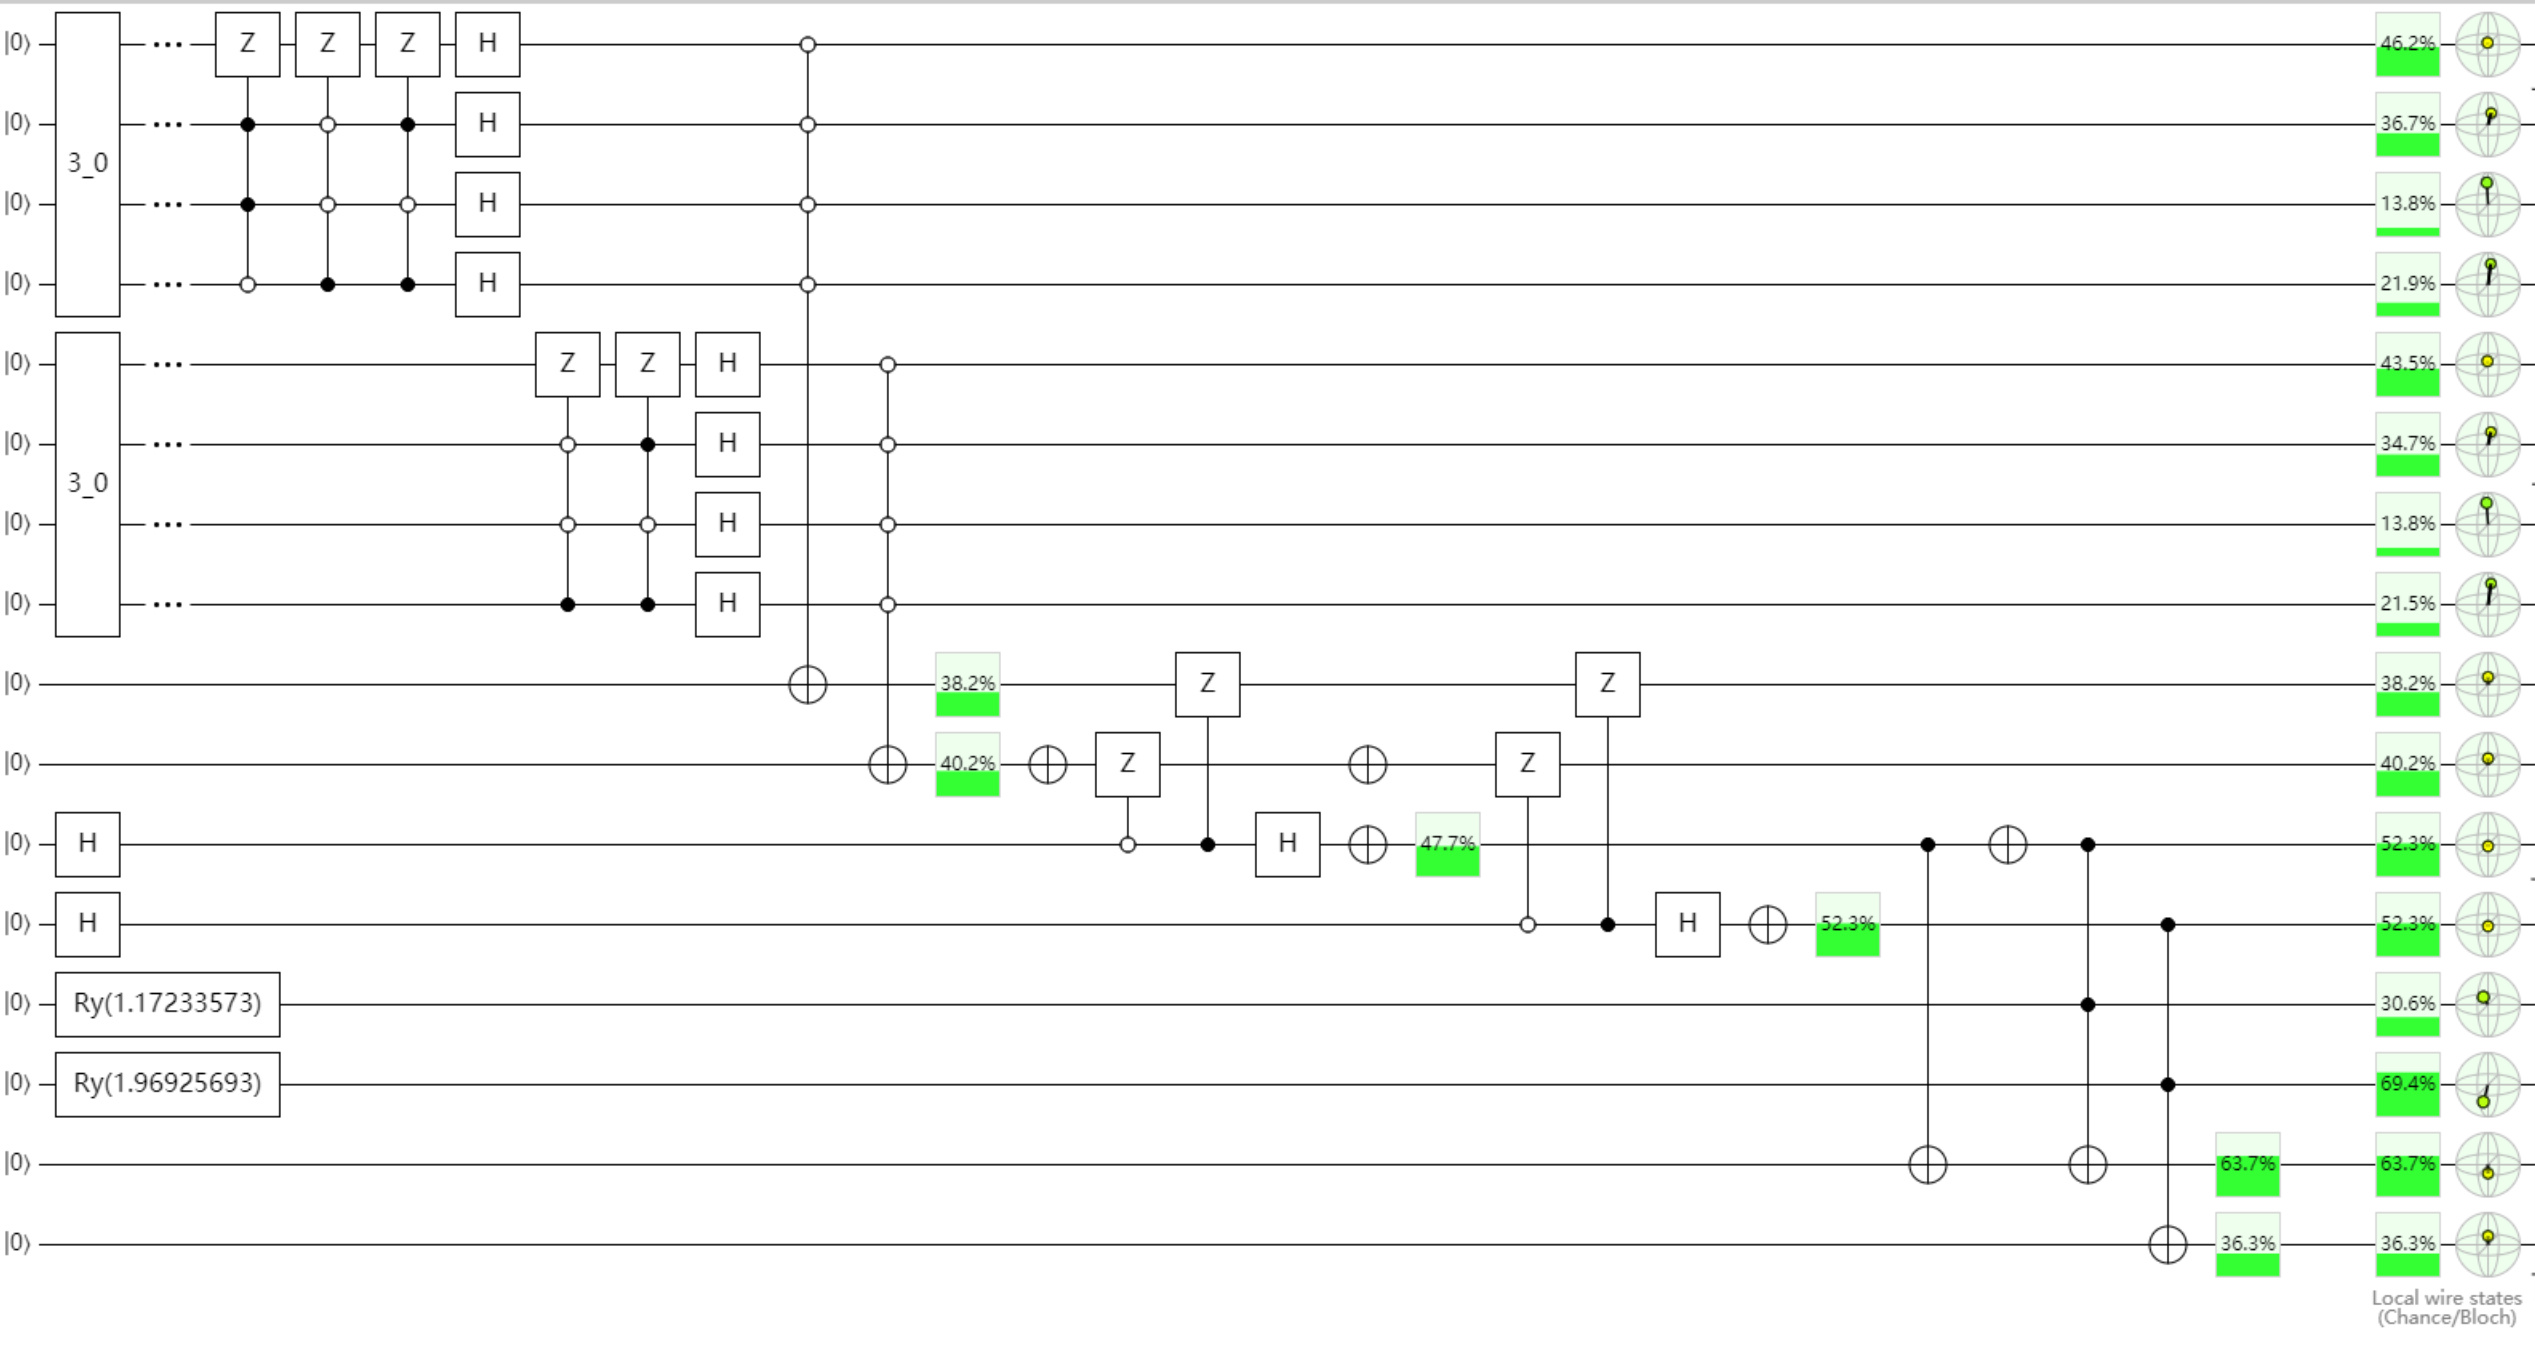 |0⟩ ... Z Z Z H 46.2%
|0⟩ ... H 36.7%
3_0
|0⟩ ... H 13.8%
|0⟩ ... H 21.9%
|0⟩ ... Z Z H 43.5%
|0⟩ ... H 34.7%
3_0
|0⟩ ... H 13.8%
|0⟩ ... H 21.5%
|0⟩ 38.2% Z Z 38.2%
|0⟩ 40.2% Z Z 40.2%
|0⟩ H H 47.7% 52.3%
|0⟩ H H 52.3% 52.3%
|0⟩ Ry(1.17233573) 30.6%
|0⟩ Ry(1.96925693) 69.4%
|0⟩ 63.7% 63.7%
|0⟩ 36.3% 36.3%
Local wire states
(Chance/Bloch)